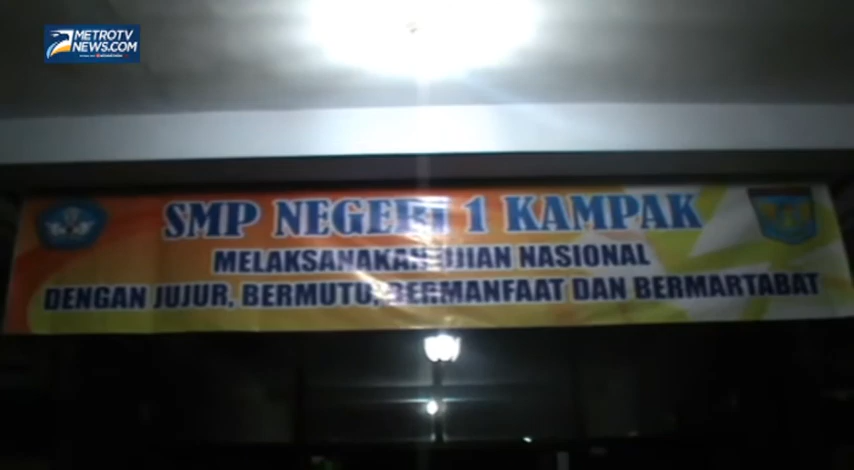 METROTV
NEWS.COM
SMP NEGERI 1 KAMPAK
MELAKSANAKAN UJIAN NASIONAL
DENGAN JUJUR, BERMUTU, BERMANFAAT DAN BERMARTABAT